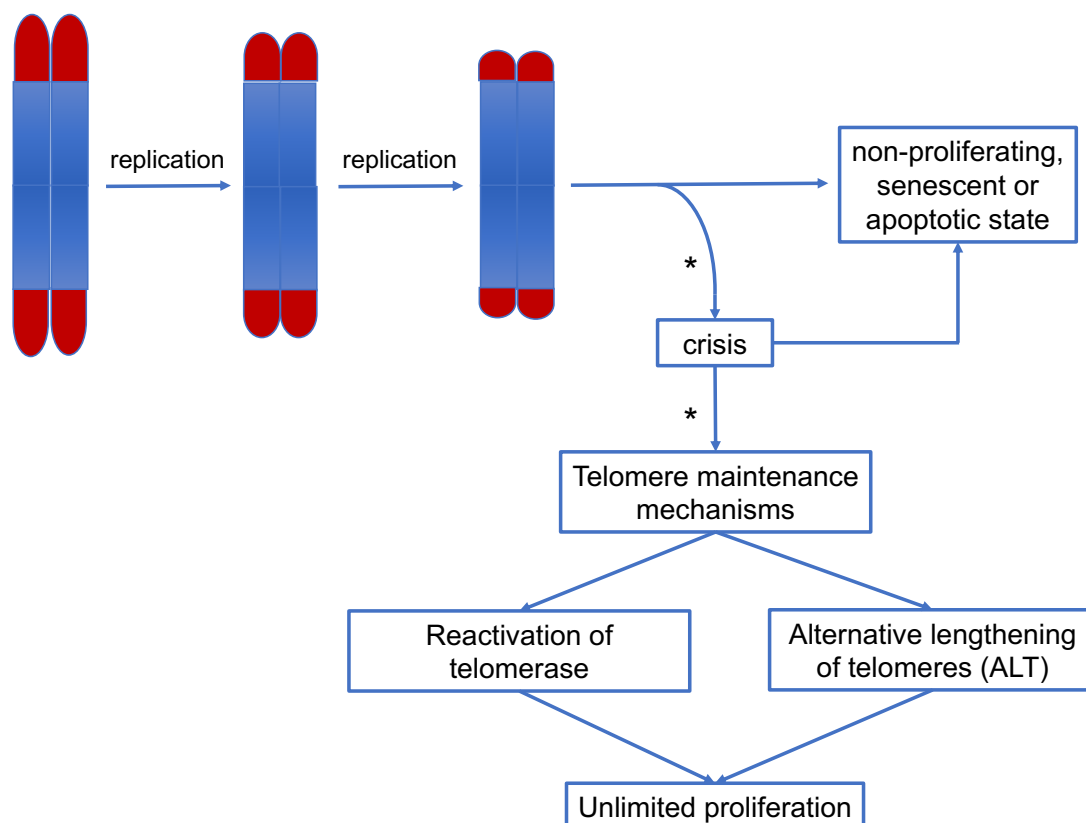 replication
replication
non-proliferating,
senescent or
apoptotic state
*
crisis
*
Telomere maintenance
mechanisms
Reactivation of
telomerase
Alternative lengthening
of telomeres (ALT)
Unlimited proliferation